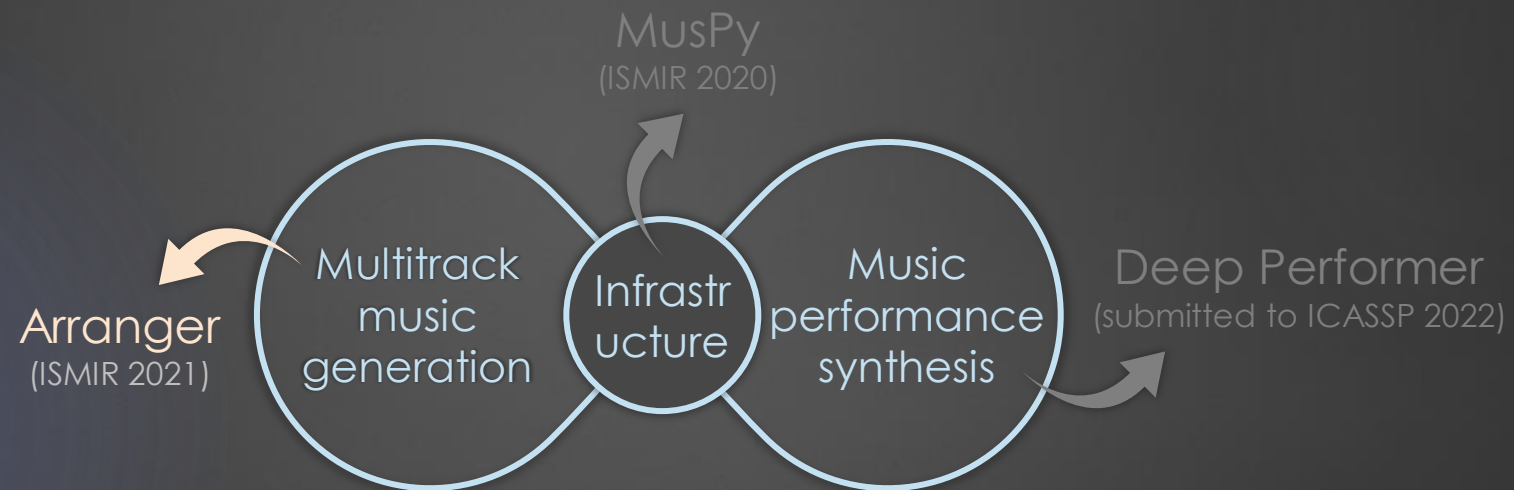 MusPy
(ISMIR 2020)
Arranger
(ISMIR 2021)
Multitrack
music
generation
Infrastr
ucture
Music
performance
synthesis
Deep Performer
(submitted to ICASSP 2022)